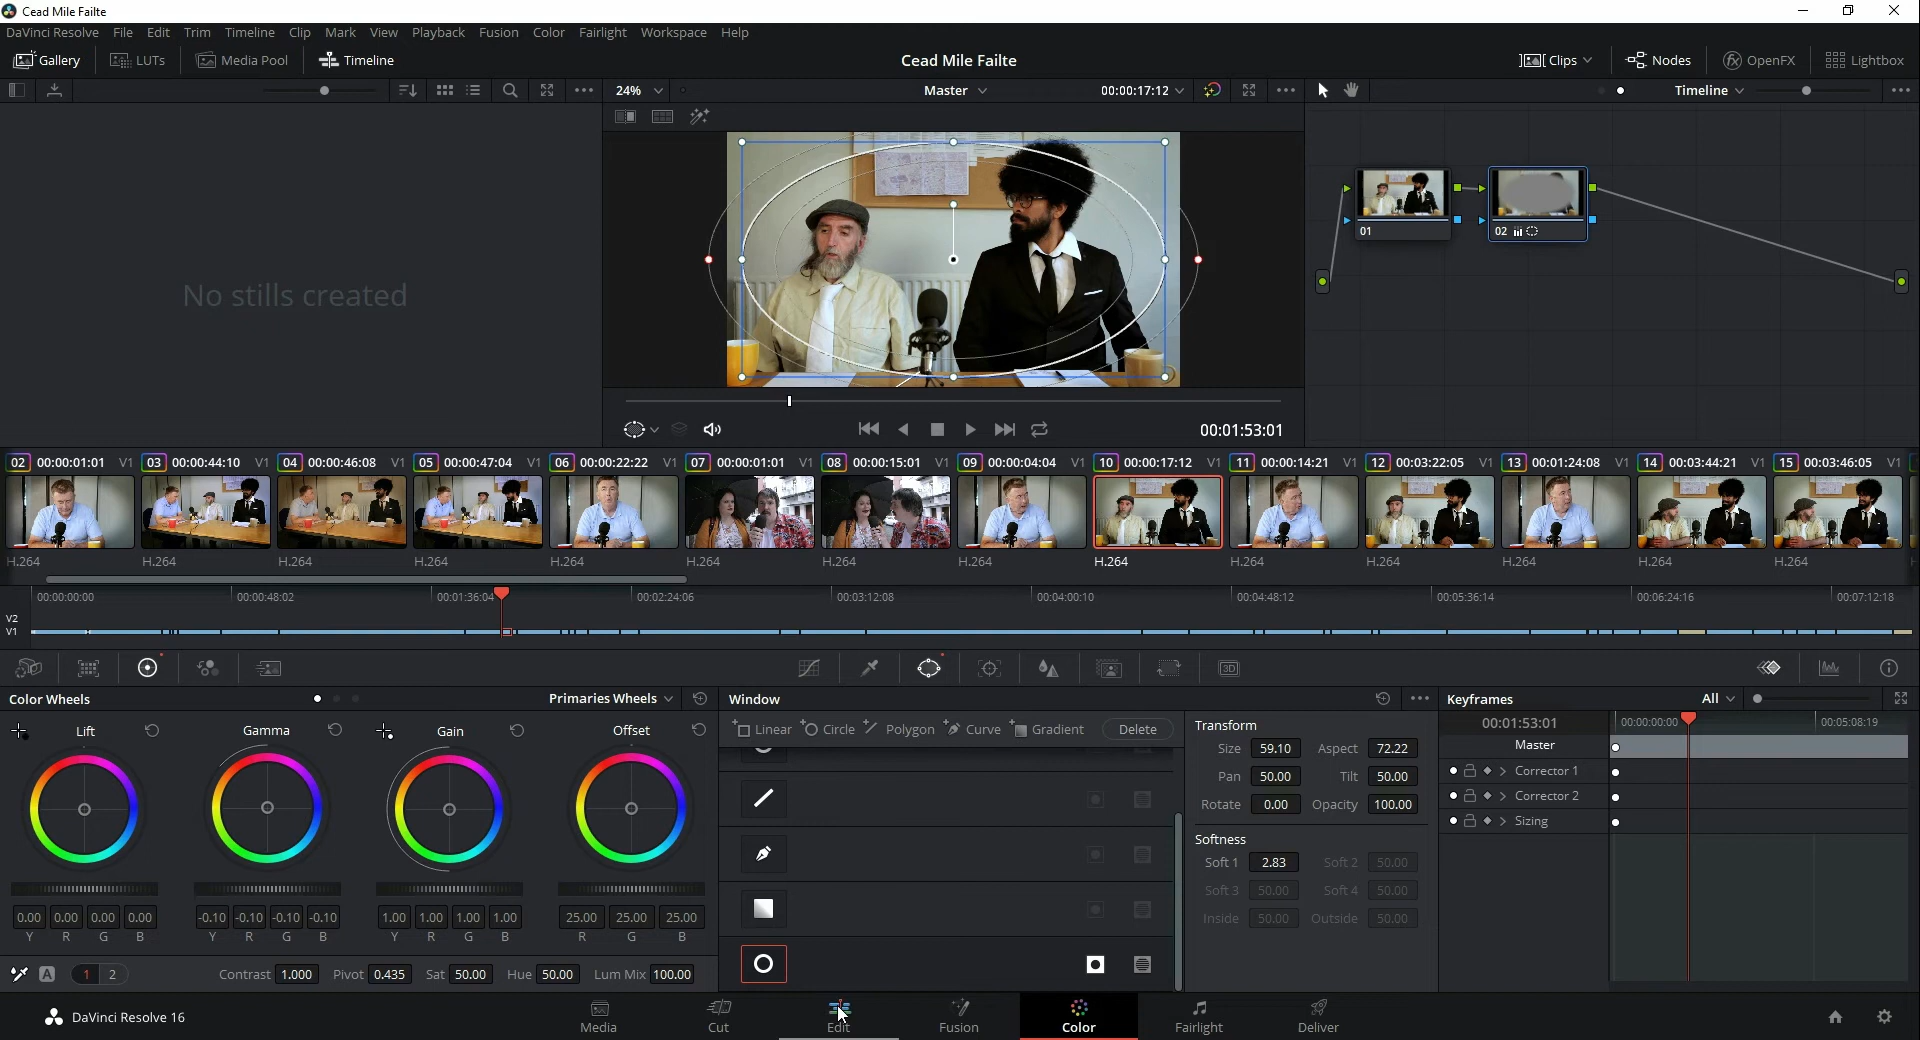 Cead Mile Failte
DaVinci Resolve File Edit Trim Timeline Clip Mark View Playback Fusion Color Fairlight Workspace Help
Gallery LUTs Media Pool Timeline Cead Mile Failte Clips Nodes OpenFX Lightbox
24% Master 00:00:17:12 Timeline
No stills created
01 02
00:01:53:01
02 00:00:01:01 V1 03 00:00:44:10 V1 04 00:00:46:08 V1 05 00:00:47:04 V1 06 00:00:22:22 V1 07 00:00:01:01 V1 08 00:00:15:01 V1 09 00:00:04:04 V1 10 00:00:17:12 V1 11 00:00:14:21 V1 12 00:03:22:05 V1 13 00:01:24:08 V1 14 00:03:44:21 V1 15 00:03:46:05 V1
H.264 H.264 H.264 H.264 H.264 H.264 H.264 H.264 H.264 H.264 H.264 H.264 H.264 H.264
00:00:00:00 00:00:48:02 00:01:36:04 00:02:24:06 00:03:12:08 00:04:00:10 00:04:48:12 00:05:36:14 00:06:24:16 00:07:12:18
V2
V1
3D
Color Wheels Primaries Wheels Window Keyframes All
Lift Gamma Gain Offset
Linear Circle Polygon Curve Gradient Delete
Transform
Size 59.10 Aspect 72.22
Pan 50.00 Tilt 50.00
Rotate 0.00 Opacity 100.00
Softness
Soft 1 2.83 Soft 2 50.00
Soft 3 50.00 Soft 4 50.00
Inside 50.00 Outside 50.00
00:01:53:01 00:00:00:00 00:05:08:19
Master
Corrector 1
Corrector 2
Sizing
0.00 0.00 0.00 0.00 -0.10 -0.10 -0.10 -0.10 1.00 1.00 1.00 1.00 25.00 25.00 25.00
Y R G B Y R G B Y R G B R G B
A 1 2 Contrast 1.000 Pivot 0.435 Sat 50.00 Hue 50.00 Lum Mix 100.00
DaVinci Resolve 16 Media Cut Edit Fusion Color Fairlight Deliver